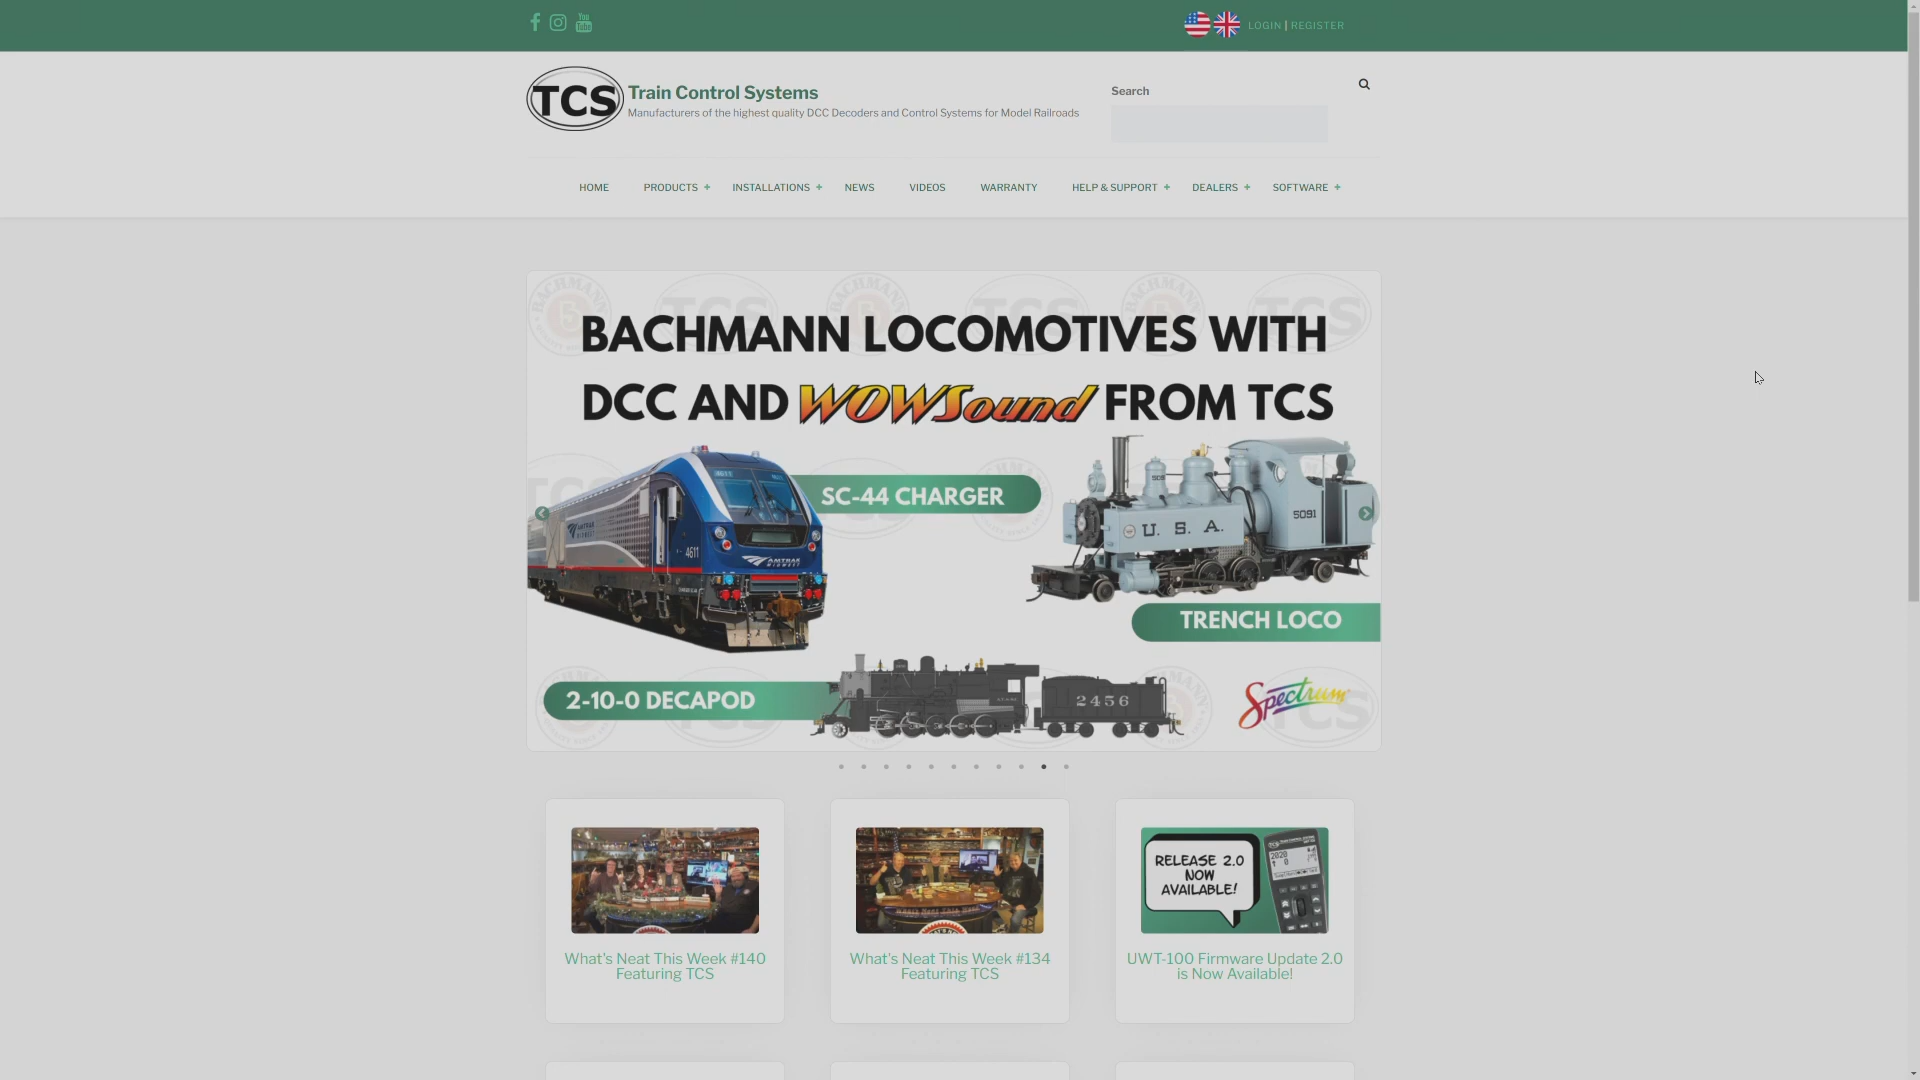 LOGIN | REGISTER
TCS
Train Control Systems
Manufacturers of the highest quality DCC Decoders and Control Systems for Model Railroads
Search
HOME
PRODUCTS +
INSTALLATIONS +
NEWS
VIDEOS
WARRANTY
HELP & SUPPORT +
DEALERS +
SOFTWARE +
BACHMANN LOCOMOTIVES WITH
DCC AND WOWSound FROM TCS
SC-44 CHARGER
4611
AMTRAK
MIDWEST
U. S. A.
5091
TRENCH LOCO
2-10-0 DECAPOD
2456
Spectrum
RELEASE 2.0
NOW
AVAILABLE!
What's Neat This Week #140
Featuring TCS
What's Neat This Week #134
Featuring TCS
UWT-100 Firmware Update 2.0
is Now Available!